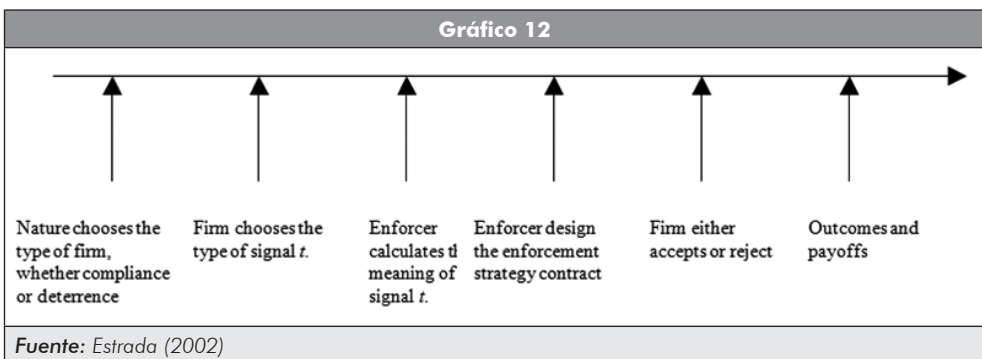 Gráfico 12
Nature chooses the
type of firm,
whether compliance
or deterrence
Firm chooses the
type of signal t.
Enforcer
calculates tl
meaning of
signal t.
Enforcer design
the enforcement
strategy contract
Firm either
accepts or reject
Outcomes and
payoffs
Fuente: Estrada (2002)